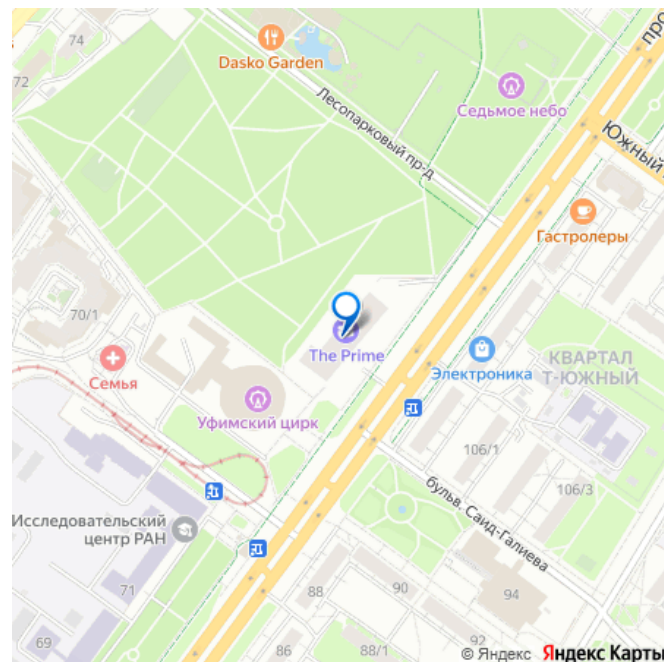 74
Dasko Garden
72
Лесопарковый пр-д
Седьмое небо
Южный
Гастролеры
70/1
Семья
The Prime
Электроника
КВАРТАЛ
Т-ЮЖНЫЙ
Уфимский цирк
106/1
106/3
бульв. Саид-Галиева
Исследовательский
центр РАН
71
69
88
90
94
86
88/1
92
© Яндекс Яндекс Карты